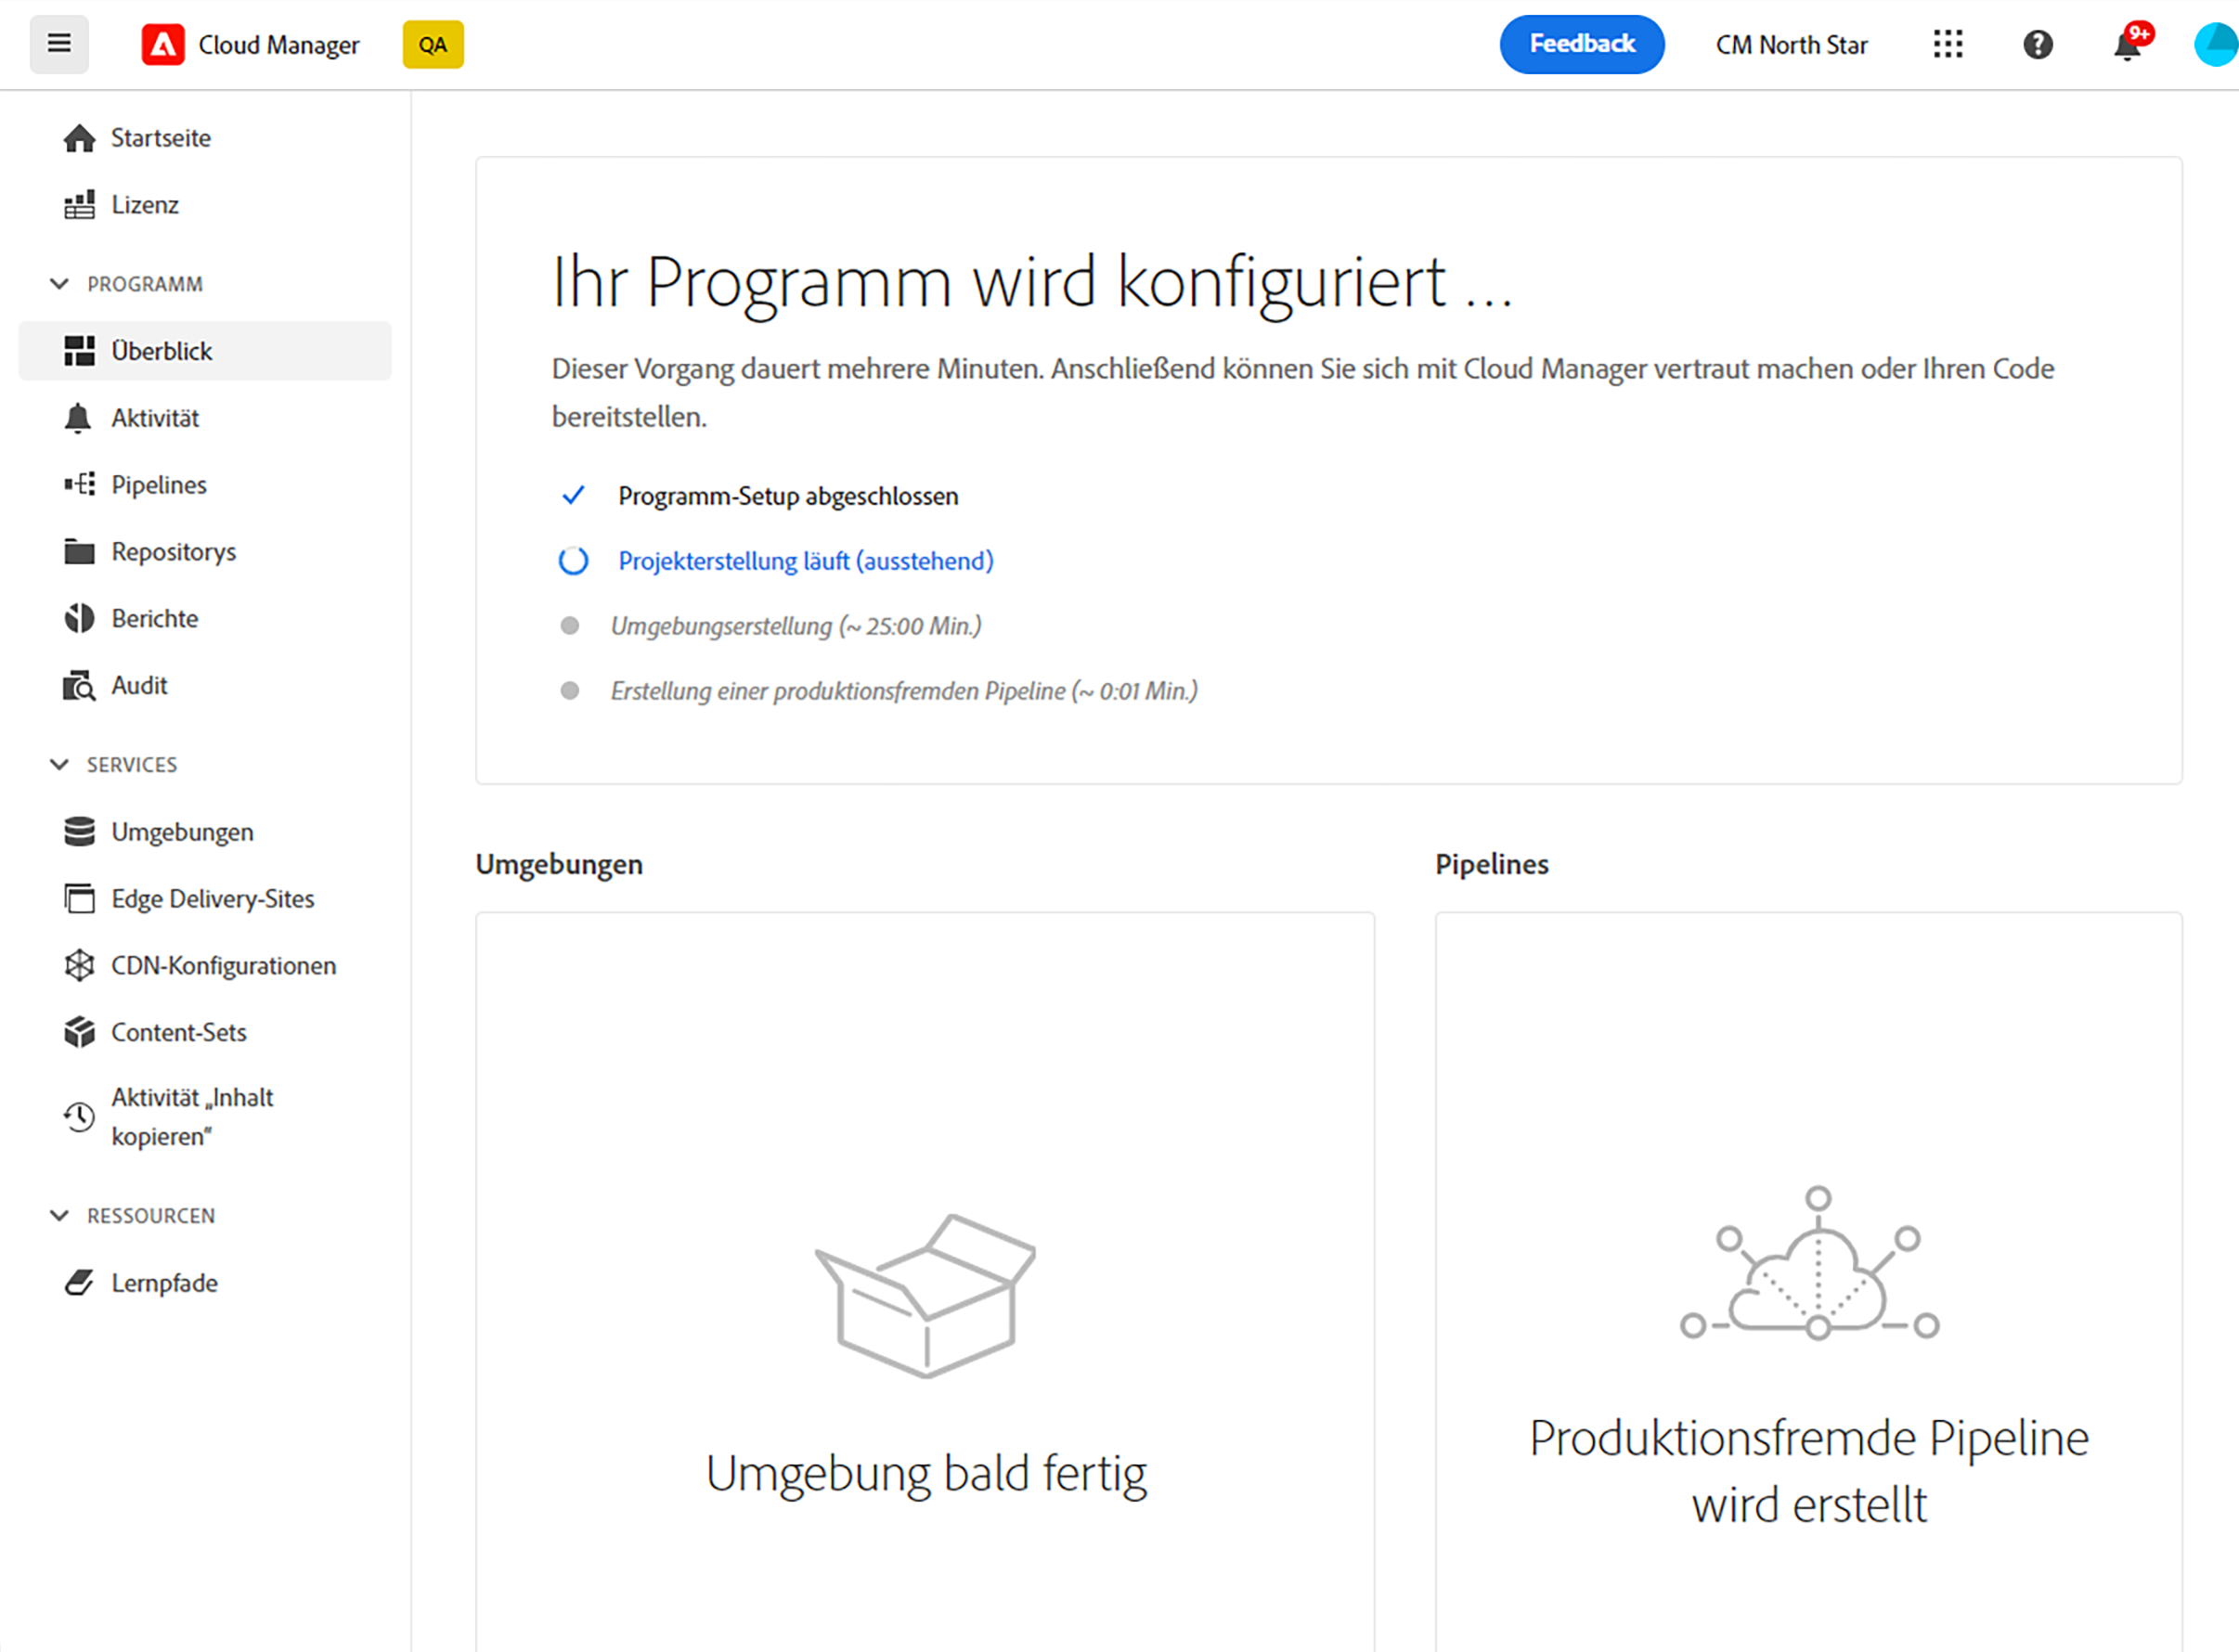 Cloud Manager QA Feedback CM North Star 9+
Startseite
Lizenz
PROGRAMM
Überblick
Aktivität
Pipelines
Repositorys
Berichte
Audit
SERVICES
Umgebungen
Edge Delivery-Sites
CDN-Konfigurationen
Content-Sets
Aktivität „Inhalt
kopieren“
RESSOURCEN
Lernpfade
Ihr Programm wird konfiguriert ...
Dieser Vorgang dauert mehrere Minuten. Anschließend können Sie sich mit Cloud Manager vertraut machen oder Ihren Code
bereitstellen.
Programm-Setup abgeschlossen
Projekterstellung läuft (ausstehend)
Umgebungserstellung (~ 25:00 Min.)
Erstellung einer produktionsfremden Pipeline (~ 0:01 Min.)
Umgebungen
Umgebung bald fertig
Pipelines
Produktionsfremde Pipeline
wird erstellt